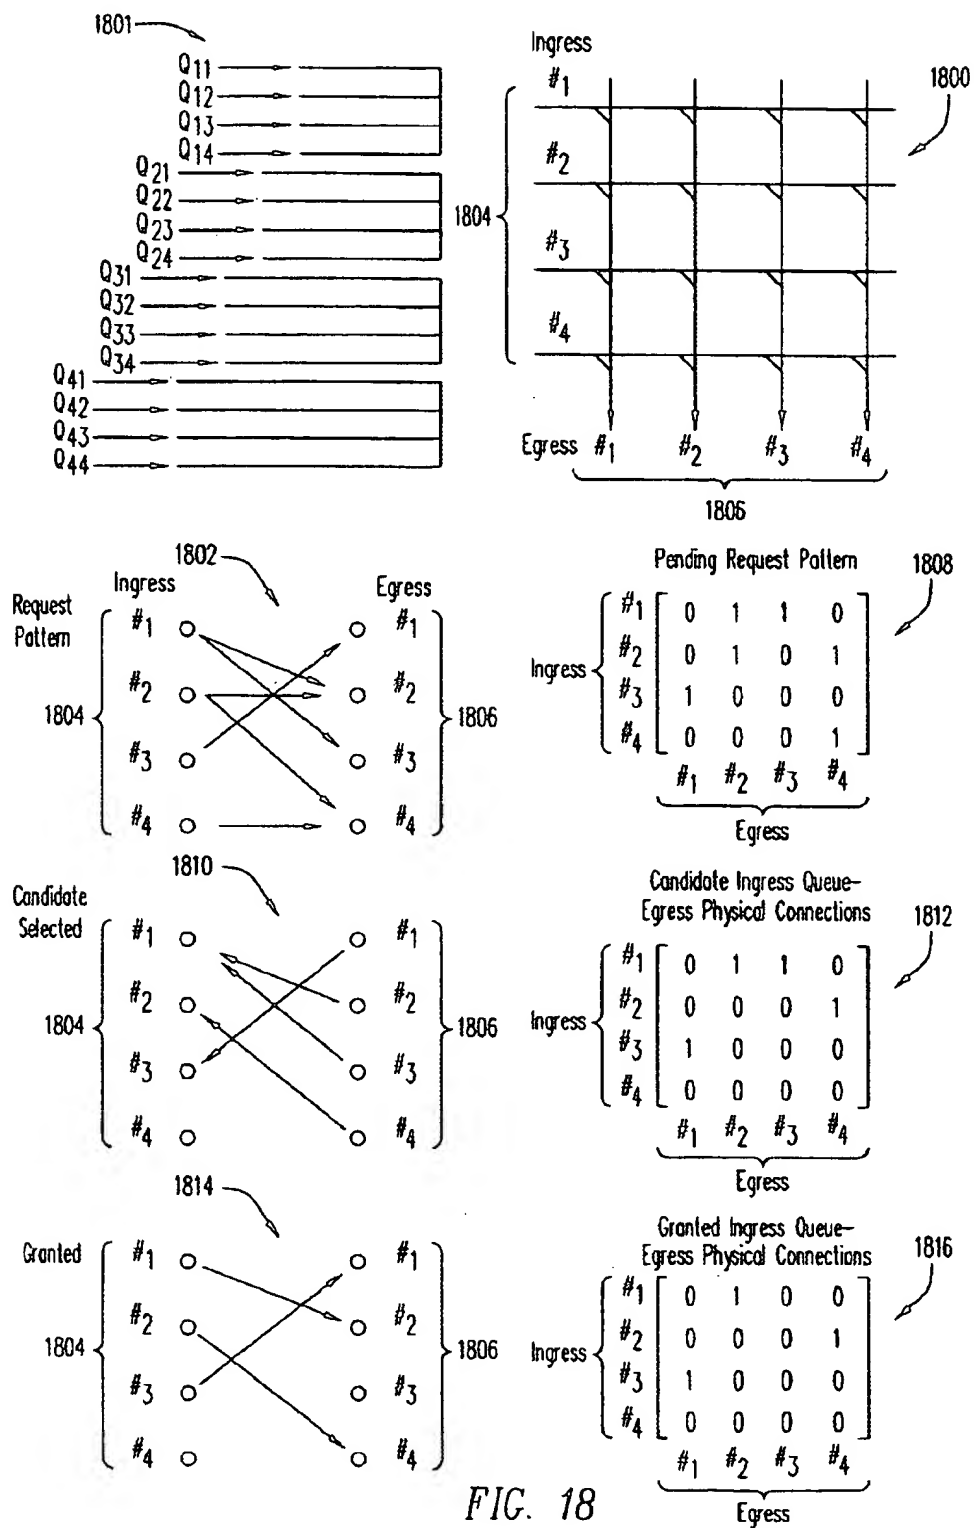 1801
Q11
Q12
Q13
Q14
Q21
Q22
Q23
Q24
Q31
Q32
Q33
Q34
Q41
Q42
Q43
Q44
Ingress
#1
#2
#3
#4
1804
1800
Egress #1 #2 #3 #4
1806
1802
Request
Pattern
Ingress
Egress
#1 #1
#2 #2
#3 #3
#4 #4
1804
1806
Pending Request Pattern
1808
Ingress
#1 0 1 1 0
#2 0 1 0 1
#3 1 0 0 0
#4 0 0 0 1
#1 #2 #3 #4
Egress
1810
Candidate
Selected
#1 #1
#2 #2
#3 #3
#4 #4
1804
1806
Candidate Ingress Queue-
Egress Physical Connections
1812
Ingress
#1 0 1 1 0
#2 0 0 0 1
#3 1 0 0 0
#4 0 0 0 0
#1 #2 #3 #4
Egress
1814
Granted
#1 #1
#2 #2
#3 #3
#4 #4
1804
1806
Granted Ingress Queue-
Egress Physical Connections
1816
Ingress
#1 0 1 0 0
#2 0 0 0 1
#3 1 0 0 0
#4 0 0 0 0
#1 #2 #3 #4
Egress
FIG. 18